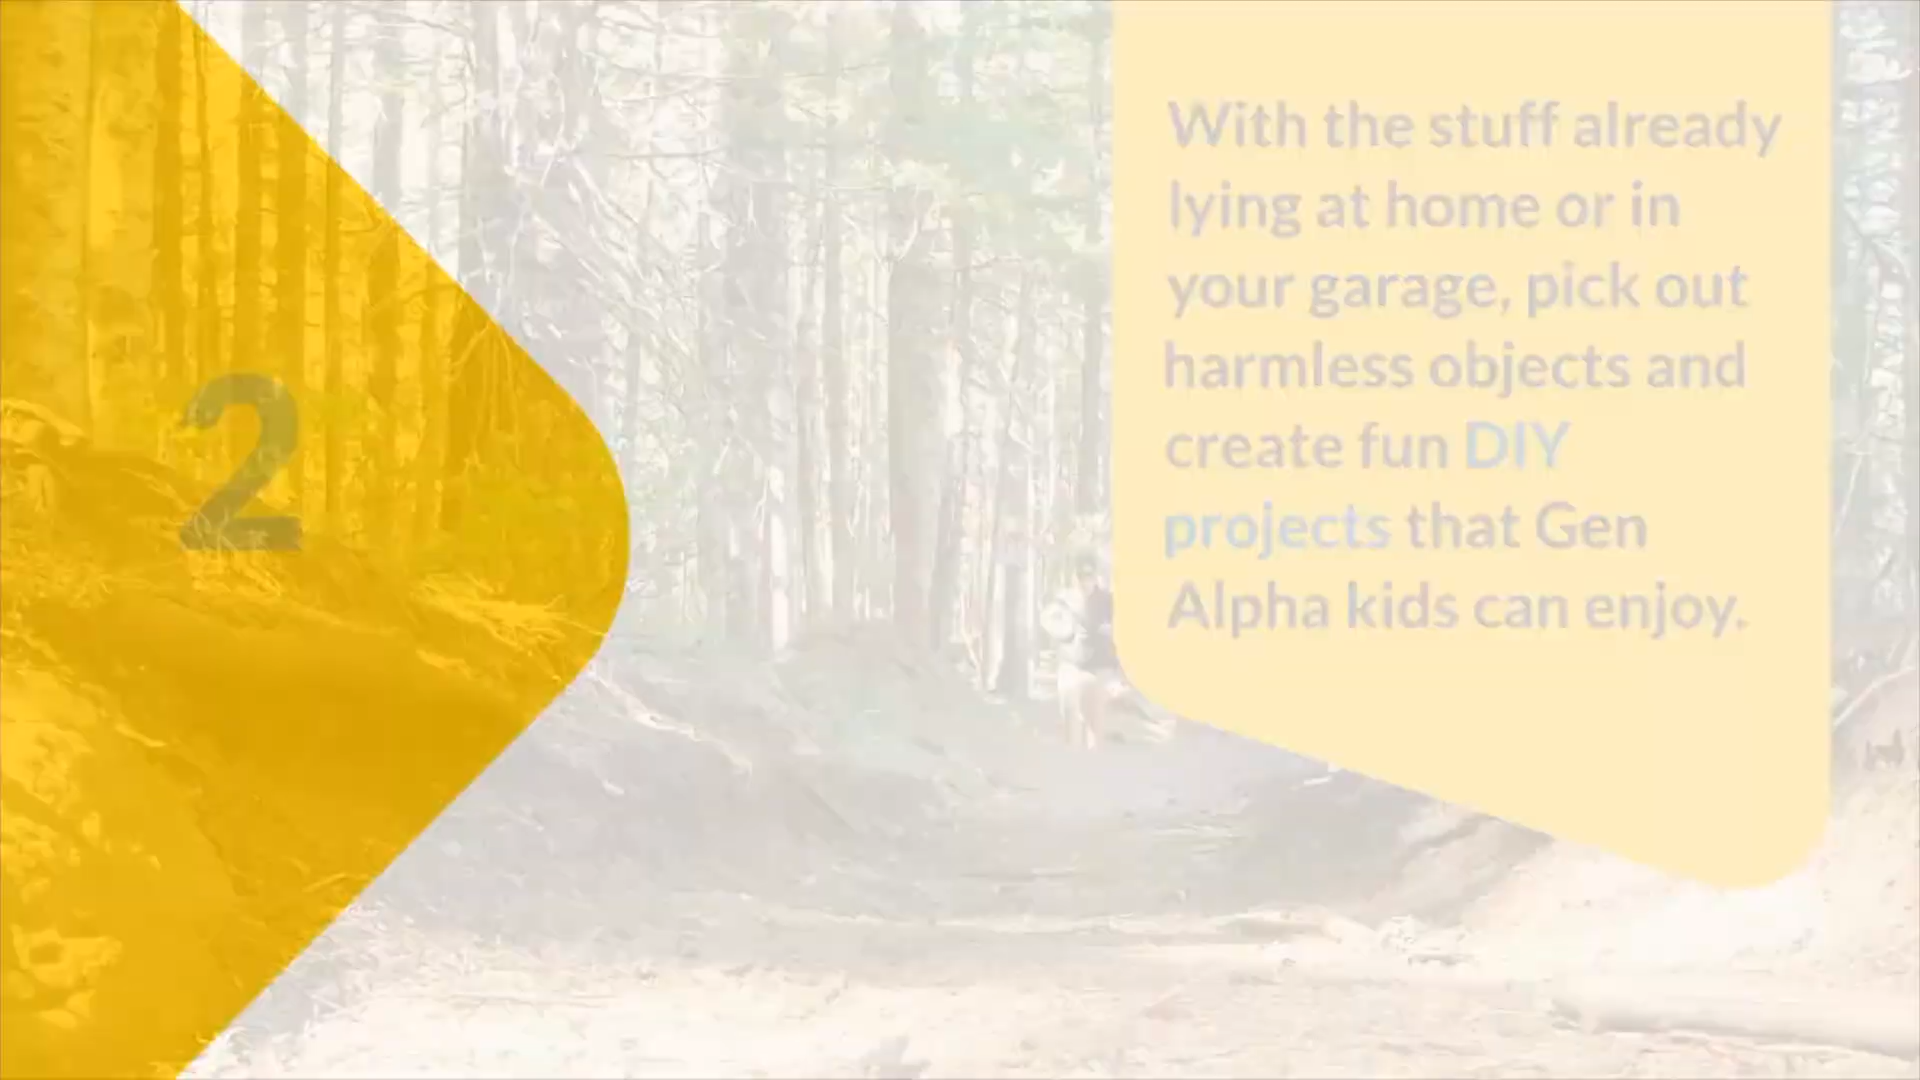 2
With the stuff already
lying at home or in
your garage, pick out
harmless objects and
create fun DIY
projects that Gen
Alpha kids can enjoy.